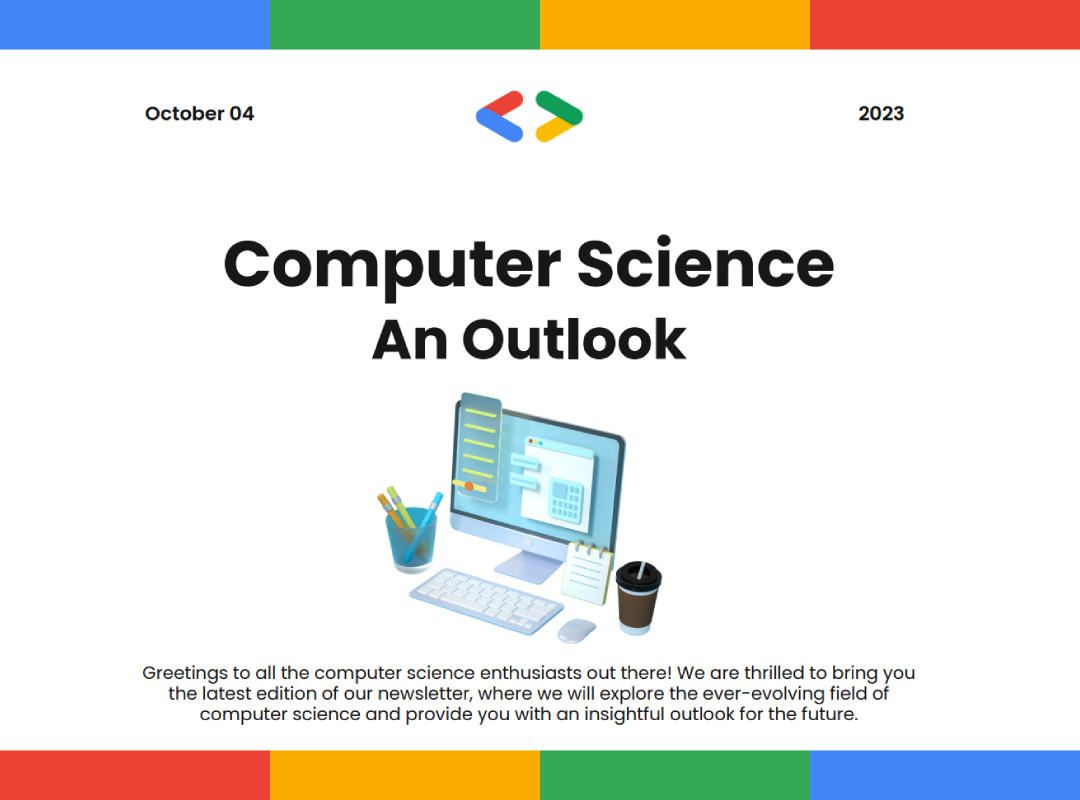 October 04
2023
Computer Science
An Outlook
Greetings to all the computer science enthusiasts out there! We are thrilled to bring you
the latest edition of our newsletter, where we will explore the ever-evolving field of
computer science and provide you with an insightful outlook for the future.